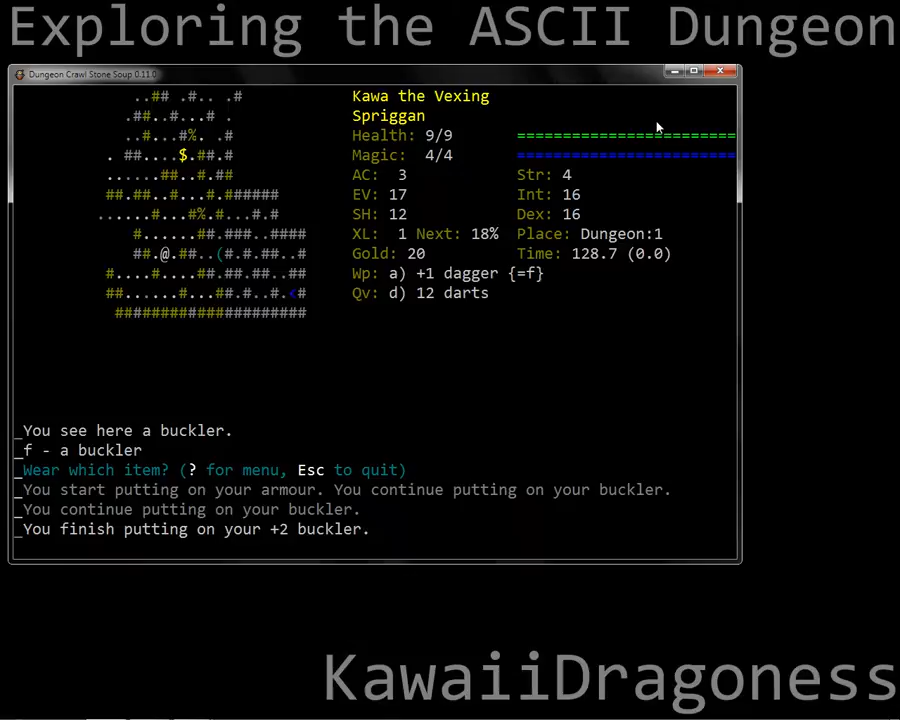 Exploring the ASCII Dungeon
Dungeon Crawl Stone Soup 0.11.0
..## .#.. .#
.##..#...# .
..#...#%. .#
. ##....$.##.#
......##..#.##
##.##..#...#.######
......#...#%.#...#.#
#......##.###..####
##.@.##..(#.#.##..#
#....#....##.##.##..##
##......#...##.#..#.<#
#####################
Kawa the Vexing
Spriggan
Health: 9/9 ========================
Magic: 4/4 ========================
AC: 3 Str: 4
EV: 17 Int: 16
SH: 12 Dex: 16
XL: 1 Next: 18% Place: Dungeon:1
Gold: 20 Time: 128.7 (0.0)
Wp: a) +1 dagger {=f}
Qv: d) 12 darts
_You see here a buckler.
_f - a buckler
_Wear which item? (? for menu, Esc to quit)
_You start putting on your armour. You continue putting on your buckler.
_You continue putting on your buckler.
_You finish putting on your +2 buckler.
KawaiiDragoness